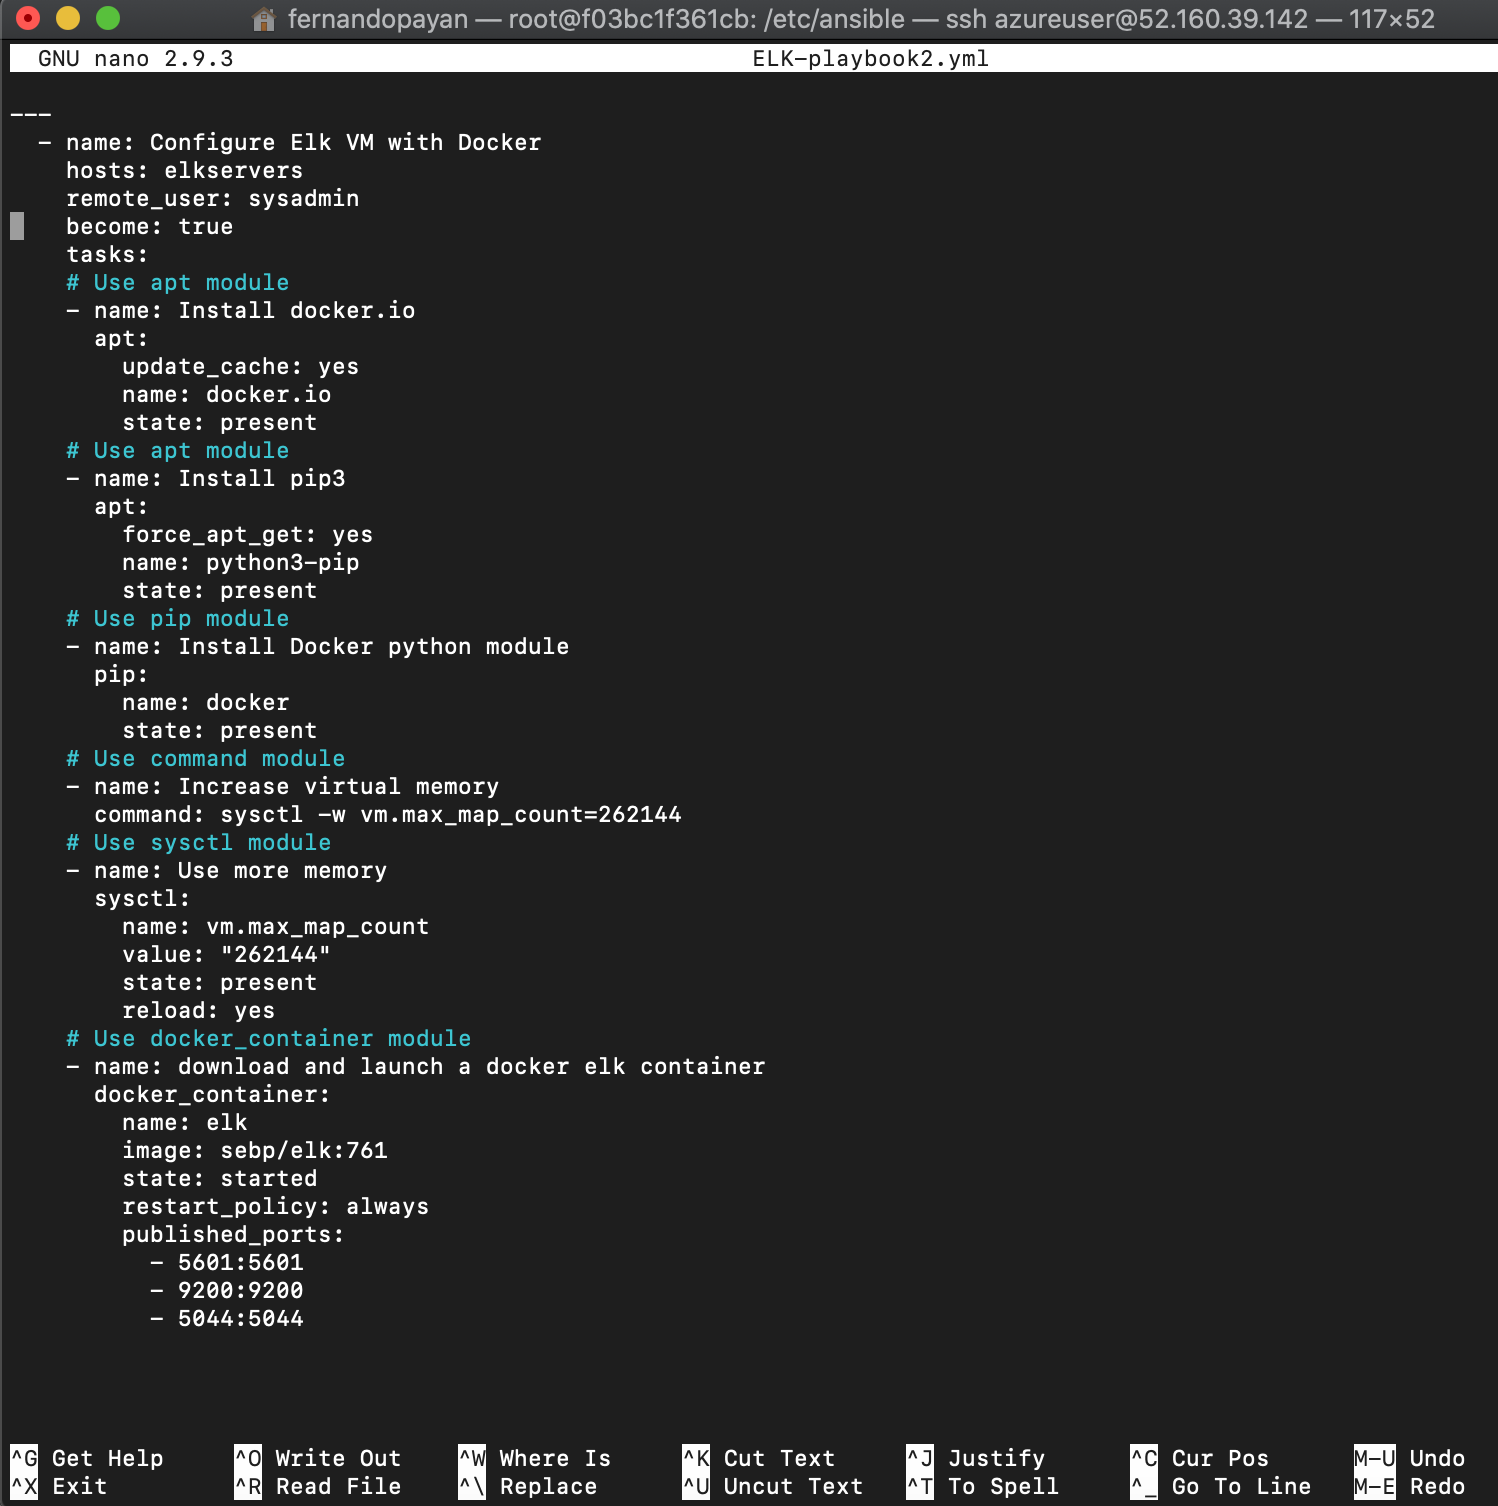 fernandopayan — root@f03bc1f361cb: /etc/ansible — ssh azureuser@52.160.39.142 — 117×52
GNU nano 2.9.3 ELK-playbook2.yml
---
  - name: Configure Elk VM with Docker
    hosts: elkservers
    remote_user: sysadmin
    become: true
    tasks:
    # Use apt module
    - name: Install docker.io
      apt:
        update_cache: yes
        name: docker.io
        state: present
    # Use apt module
    - name: Install pip3
      apt:
        force_apt_get: yes
        name: python3-pip
        state: present
    # Use pip module
    - name: Install Docker python module
      pip:
        name: docker
        state: present
    # Use command module
    - name: Increase virtual memory
      command: sysctl -w vm.max_map_count=262144
    # Use sysctl module
    - name: Use more memory
      sysctl:
        name: vm.max_map_count
        value: "262144"
        state: present
        reload: yes
    # Use docker_container module
    - name: download and launch a docker elk container
      docker_container:
        name: elk
        image: sebp/elk:761
        state: started
        restart_policy: always
        published_ports:
          - 5601:5601
          - 9200:9200
          - 5044:5044
^G Get Help ^O Write Out ^W Where Is ^K Cut Text ^J Justify ^C Cur Pos M-U Undo
^X Exit ^R Read File ^\ Replace ^U Uncut Text ^T To Spell ^_ Go To Line M-E Redo